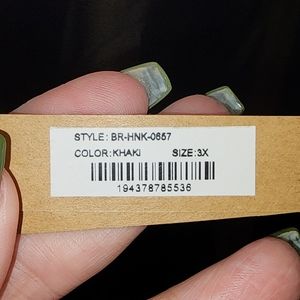 STYLE: BR-HNK-0657
COLOR:KHAKI SIZE:3X
194378785536